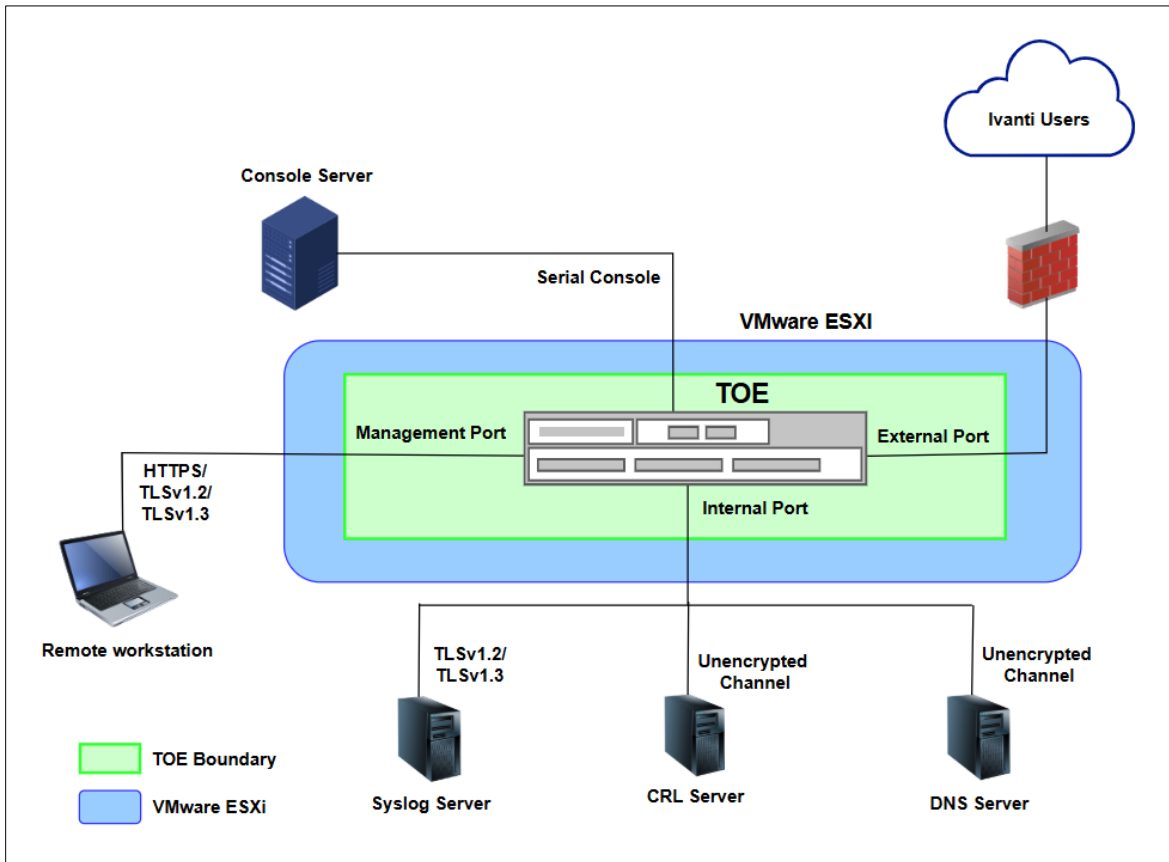 Ivanti Users
Console Server
Serial Console
VMware ESXI
TOE
Management Port
External Port
HTTPS/
TLSv1.2/
TLSv1.3
Internal Port
Remote workstation
TLSv1.2/
TLSv1.3
Unencrypted
Channel
Unencrypted
Channel
TOE Boundary
VMware ESXi
Syslog Server
CRL Server
DNS Server